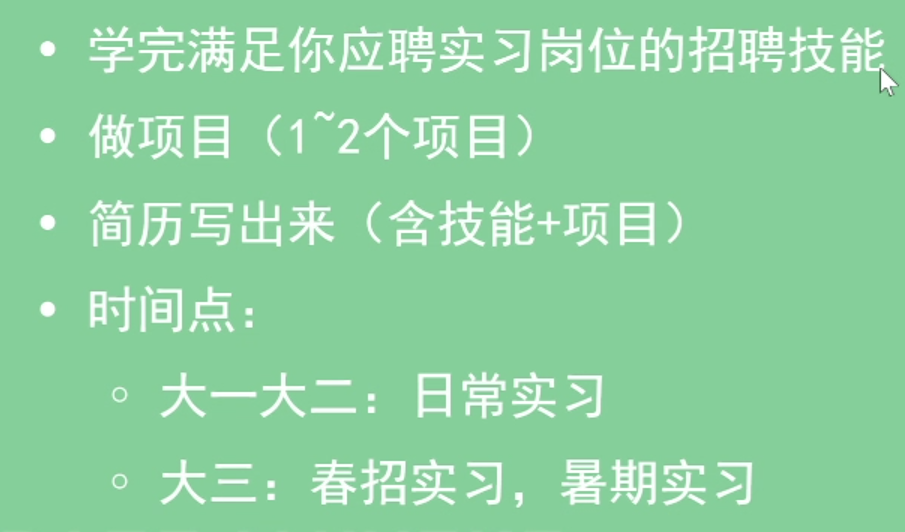 • 学完满足你应聘实习岗位的招聘技能
• 做项目（1~2个项目）
• 简历写出来（含技能+项目）
• 时间点：
◦ 大一大二：日常实习
◦ 大三：春招实习，暑期实习